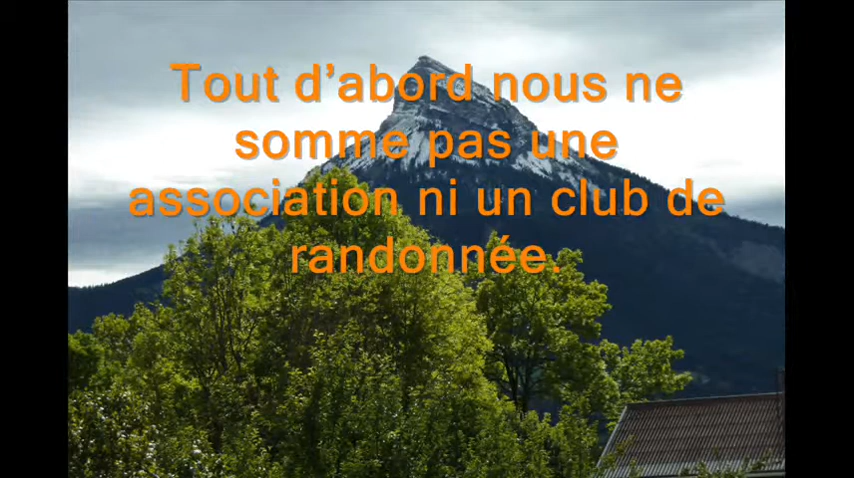 Tout d’abord nous ne
somme pas une
association ni un club de
randonnée.